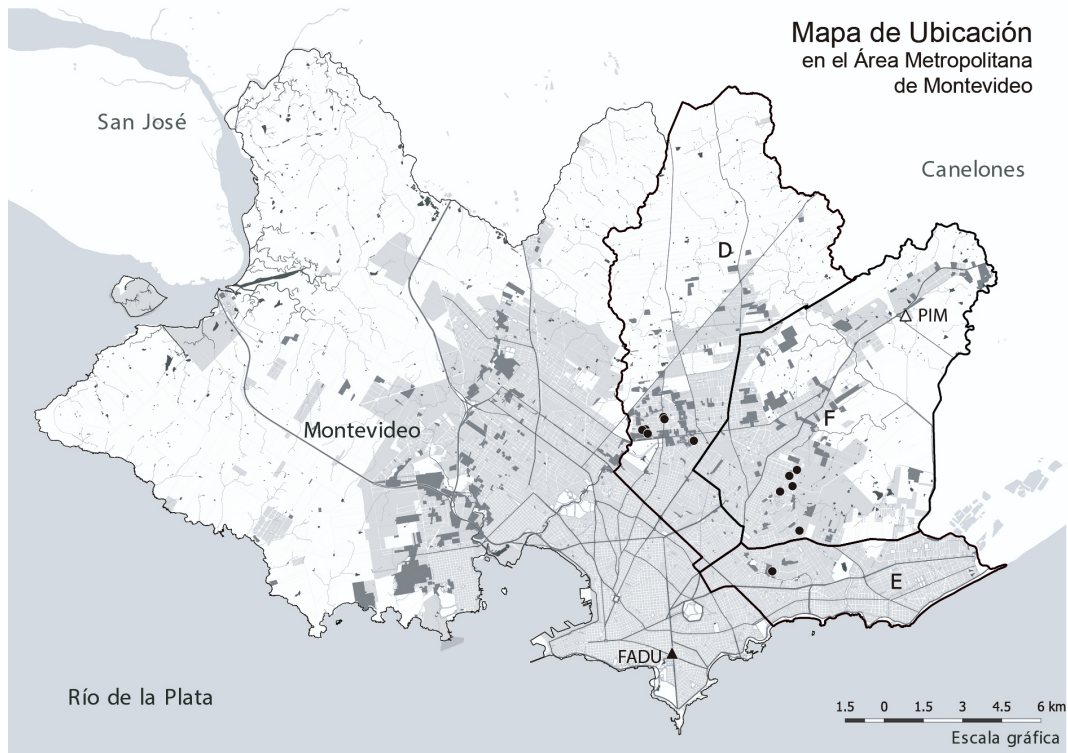 Mapa de Ubicación
en el Área Metropolitana
de Montevideo
San José
Canelones
D
PIM
F
Montevideo
E
FADU
Río de la Plata
1.5 0 1.5 3 4.5 6 km
Escala gráfica